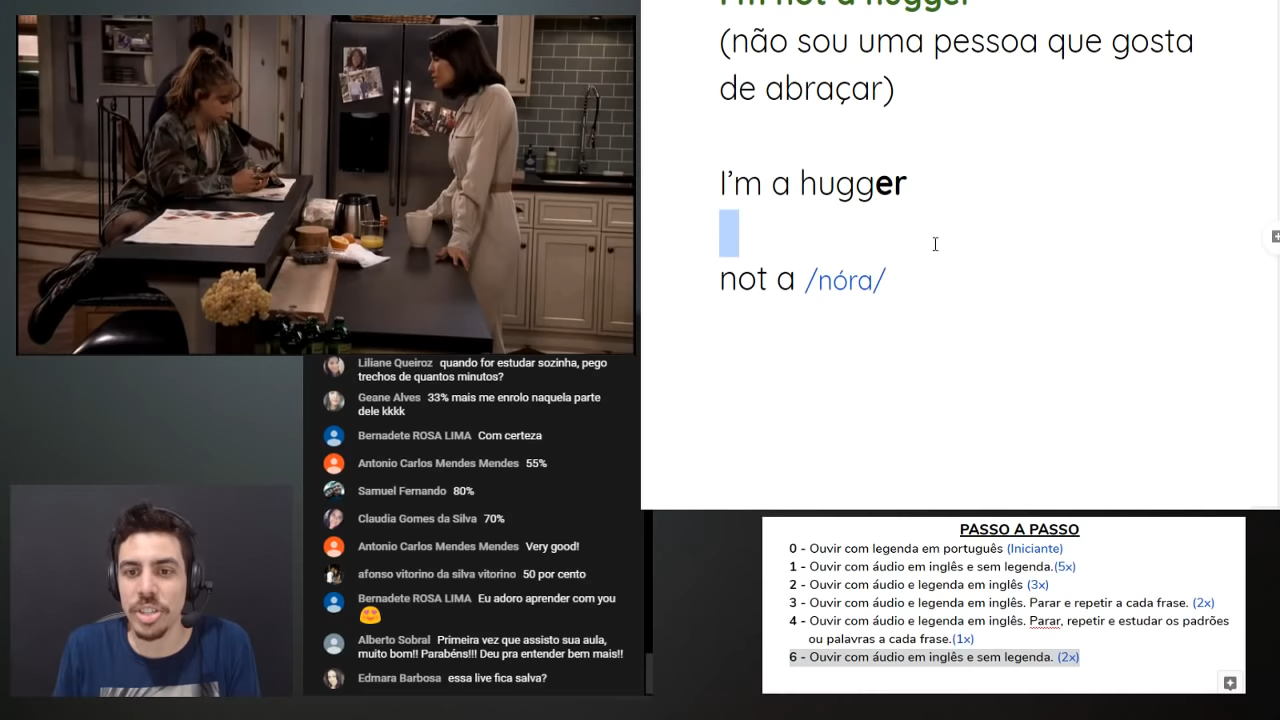 I'm not a hugger
(não sou uma pessoa que gosta
de abraçar)
I'm a hugger
not a /nóra/
Liliane Queiroz quando for estudar sozinha, pego
trechos de quantos minutos?
Geane Alves 33% mais me enrolo naquela parte
dele kkkk
Bernadete ROSA LIMA Com certeza
Antonio Carlos Mendes Mendes 55%
Samuel Fernando 80%
Claudia Gomes da Silva 70%
Antonio Carlos Mendes Mendes Very good!
afonso vitorino da silva vitorino 50 por cento
Bernadete ROSA LIMA Eu adoro aprender com you
😍
Alberto Sobral Primeira vez que assisto sua aula,
muito bom!! Parabéns!!! Deu pra entender bem mais!!
Edmara Barbosa essa live fica salva?
PASSO A PASSO
0 - Ouvir com legenda em português (Iniciante)
1 - Ouvir com áudio em inglês e sem legenda.(5x)
2 - Ouvir com áudio e legenda em inglês (3x)
3 - Ouvir com áudio e legenda em inglês. Parar e repetir a cada frase. (2x)
4 - Ouvir com áudio e legenda em inglês. Parar, repetir e estudar os padrões
ou palavras a cada frase.(1x)
6 - Ouvir com áudio em inglês e sem legenda. (2x)